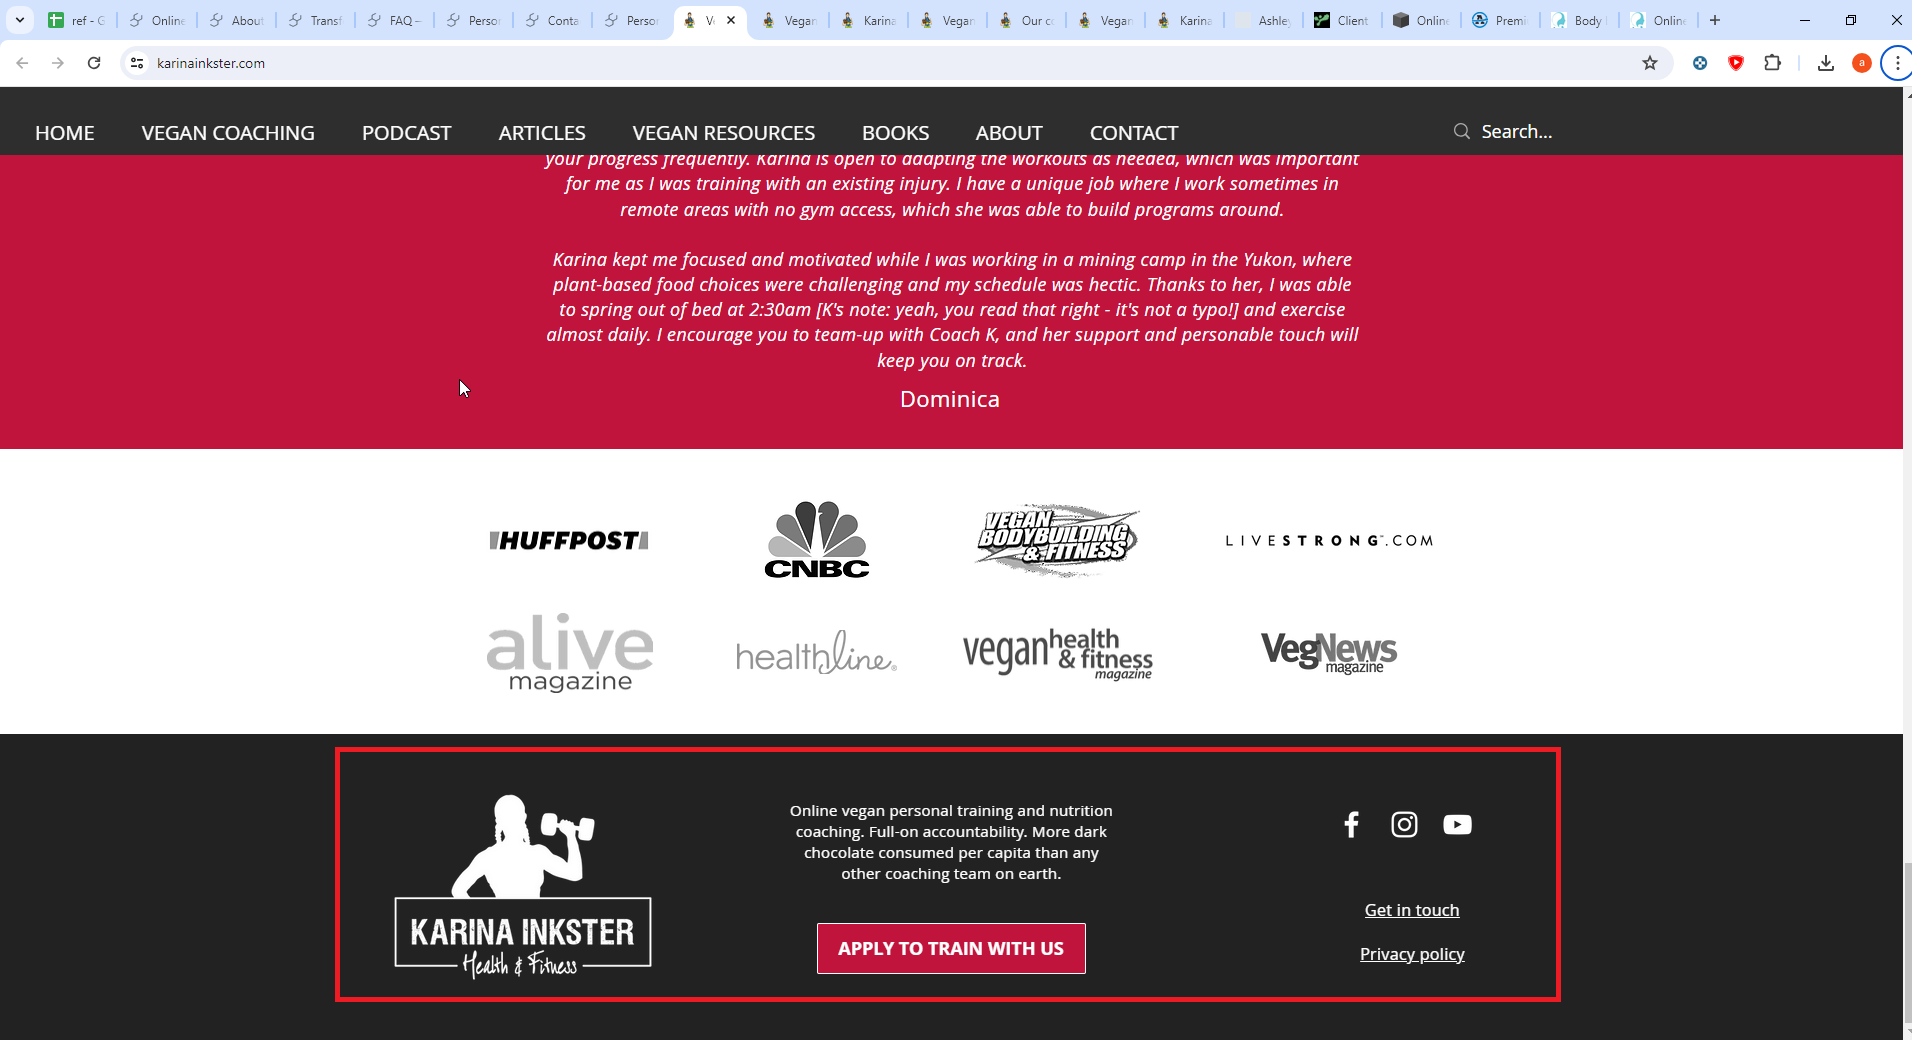 ref - G
Online
About
Transf
FAQ –
Perso
Conta
Perso
V
Vegan
Karina
Vegan
Our co
Vegan
Karina
Ashley
Client
Online
Premi
Body
Online
karinainkster.com
a
HOME VEGAN COACHING PODCAST ARTICLES VEGAN RESOURCES BOOKS ABOUT CONTACT Search...
your progress frequently. Karina is open to adapting the workouts as needed, which was important
for me as I was training with an existing injury. I have a unique job where I work sometimes in
remote areas with no gym access, which she was able to build programs around.
Karina kept me focused and motivated while I was working in a mining camp in the Yukon, where
plant-based food choices were challenging and my schedule was hectic. Thanks to her, I was able
to spring out of bed at 2:30am [K's note: yeah, you read that right - it's not a typo!] and exercise
almost daily. I encourage you to team-up with Coach K, and her support and personable touch will
keep you on track.
Dominica
HUFFPOST
CNBC
VEGAN
BODYBUILDING
& FITNESS
LIVESTRONG.COM
alive
magazine
healthline
vegan health
& fitness
magazine
VegNews
magazine
KARINA INKSTER
Health & Fitness
Online vegan personal training and nutrition
coaching. Full-on accountability. More dark
chocolate consumed per capita than any
other coaching team on earth.
APPLY TO TRAIN WITH US
Get in touch
Privacy policy